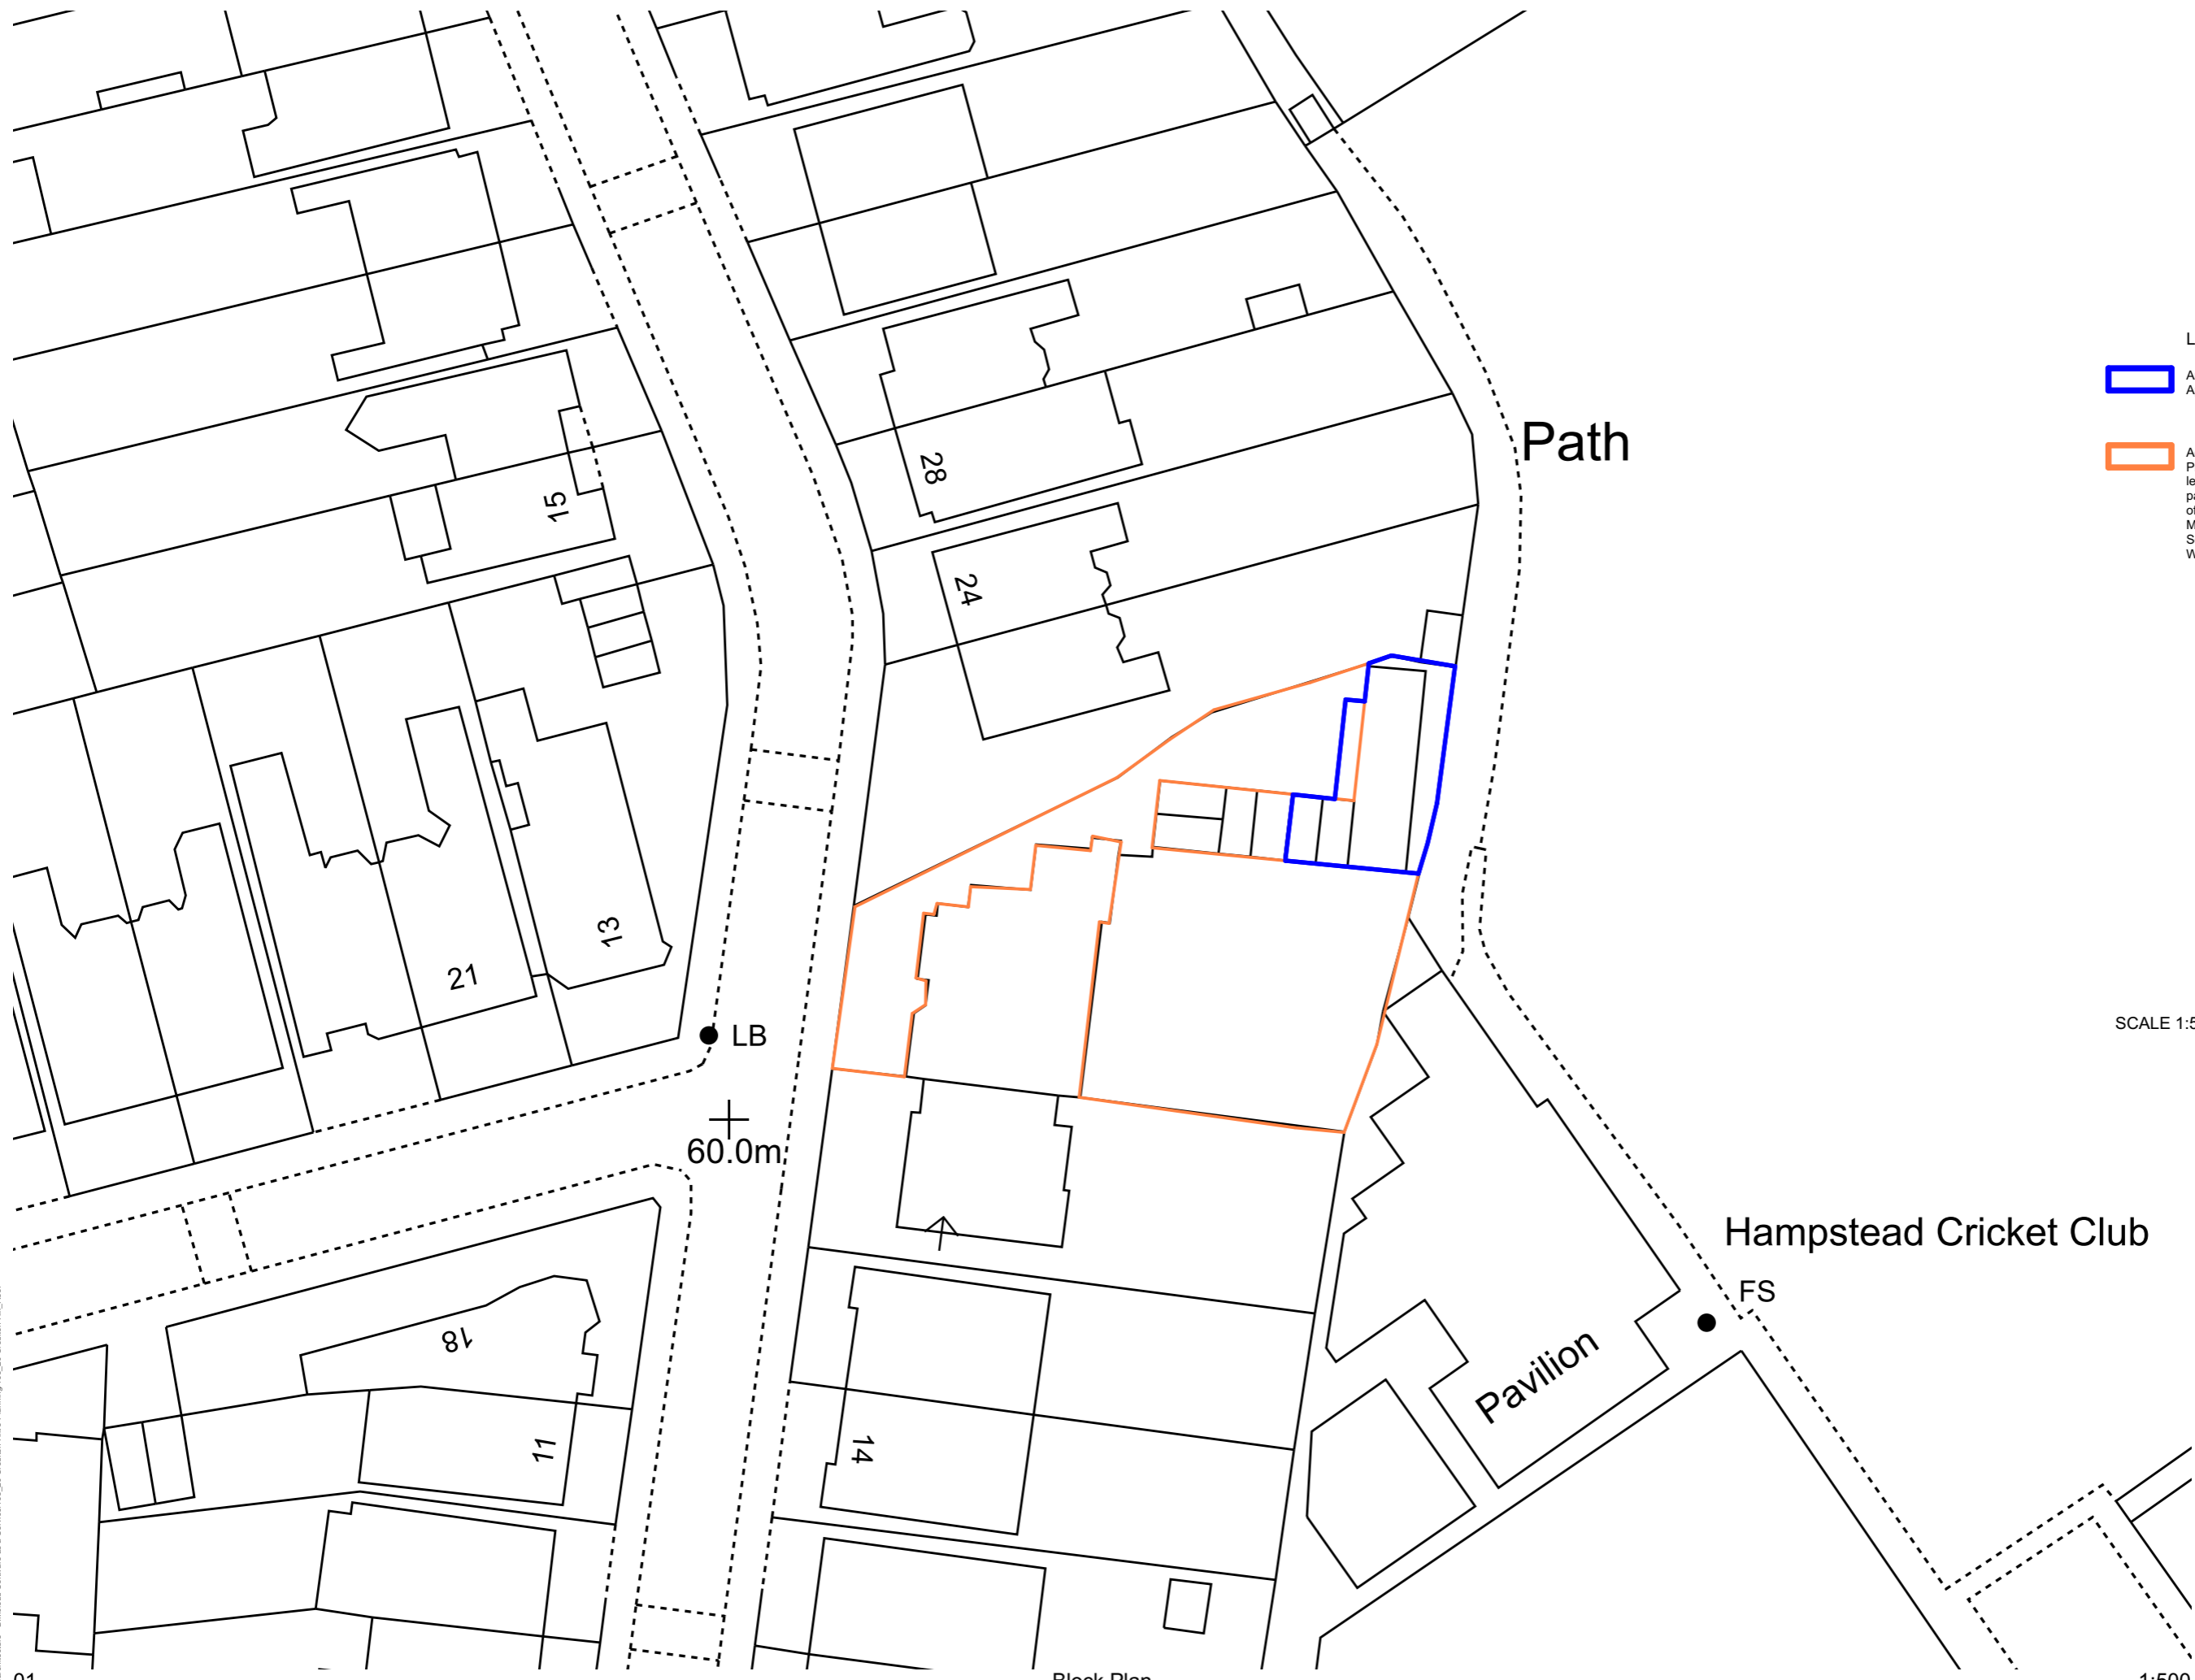 28
Path
15
24
13
21
LB
60.0m
Hampstead Cricket Club
FS
18
Pavilion
11
14
SCALE 1:5
01
Block Plan
1:500